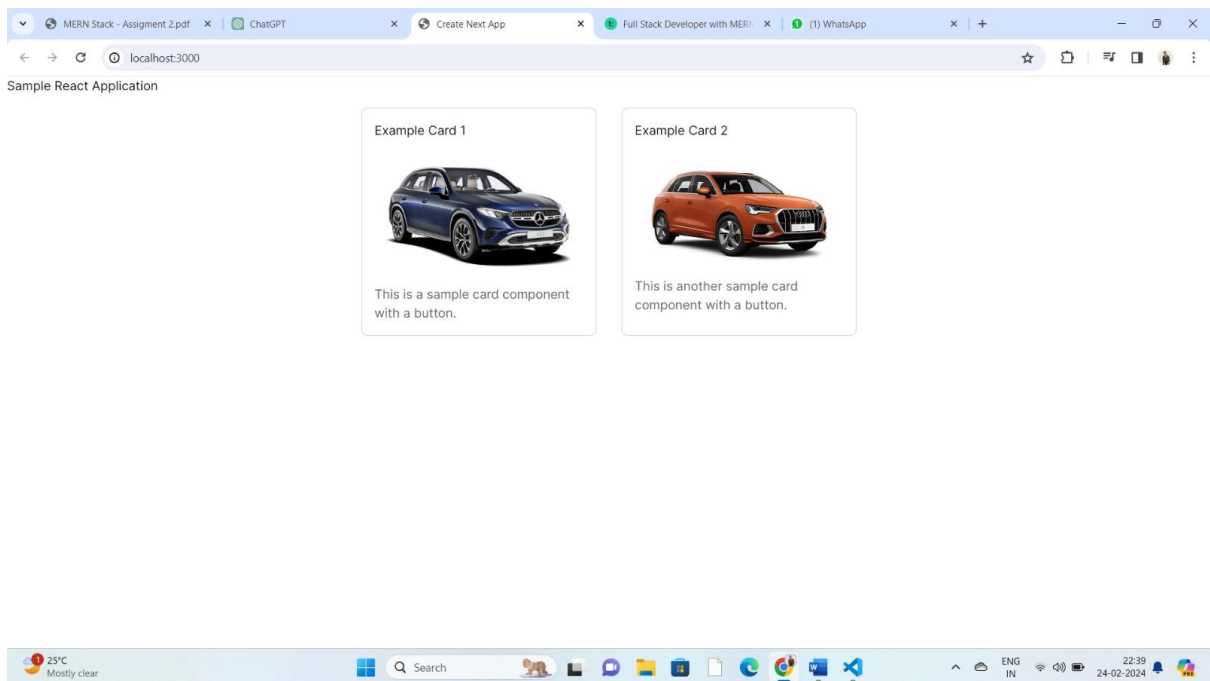 MERN Stack - Assigment 2.pdf
ChatGPT
Create Next App
Full Stack Developer with MERN
(1) WhatsApp
localhost:3000
Sample React Application
Example Card 1
This is a sample card component
with a button.
Example Card 2
This is another sample card
component with a button.
1
25°C
Mostly clear
Search
ENG
IN
22:39
24-02-2024
PRE